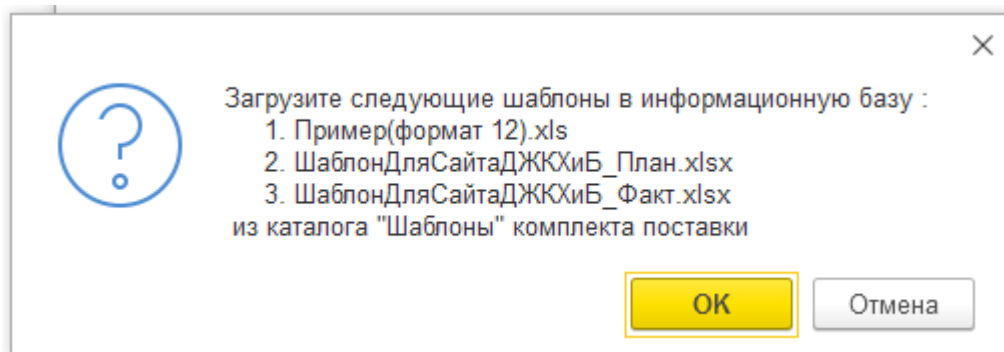 Загрузите следующие шаблоны в информационную базу :
1. Пример(формат 12).xls
2. ШаблонДляСайтаДЖКХиБ_План.xlsx
3. ШаблонДляСайтаДЖКХиБ_Факт.xlsx
из каталога "Шаблоны" комплекта поставки
OK Отмена